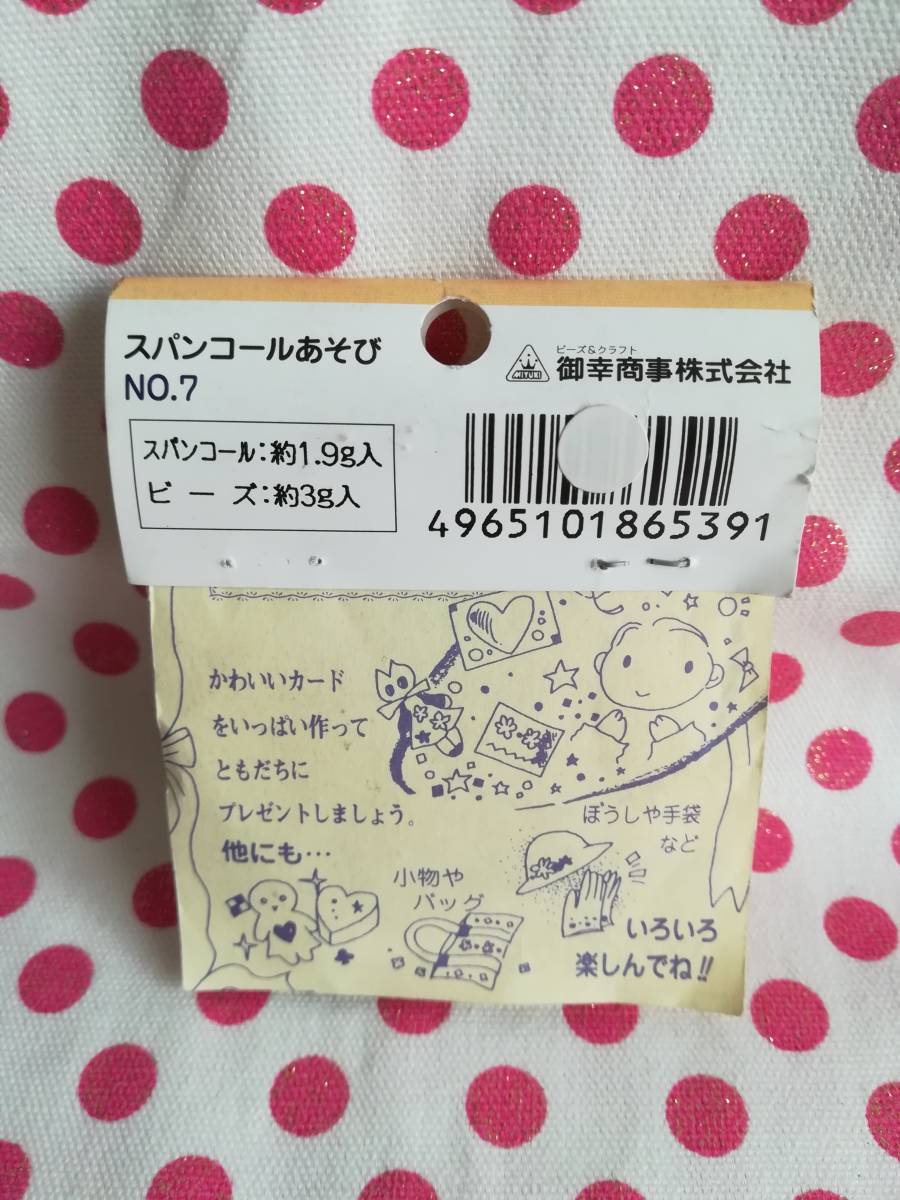 スパンコールあそび
NO.7
ビーズ&クラフト
MIYUKI
御幸商事株式会社
スパンコール:約1.9g入
ビーズ:約3g入
4965101865391
かわいいカード
をいっぱい作って
ともだちに
プレゼントしましょう。
他にも…
小物や
バッグ
ぼうしや手袋
など
いろいろ
楽しんでね!!